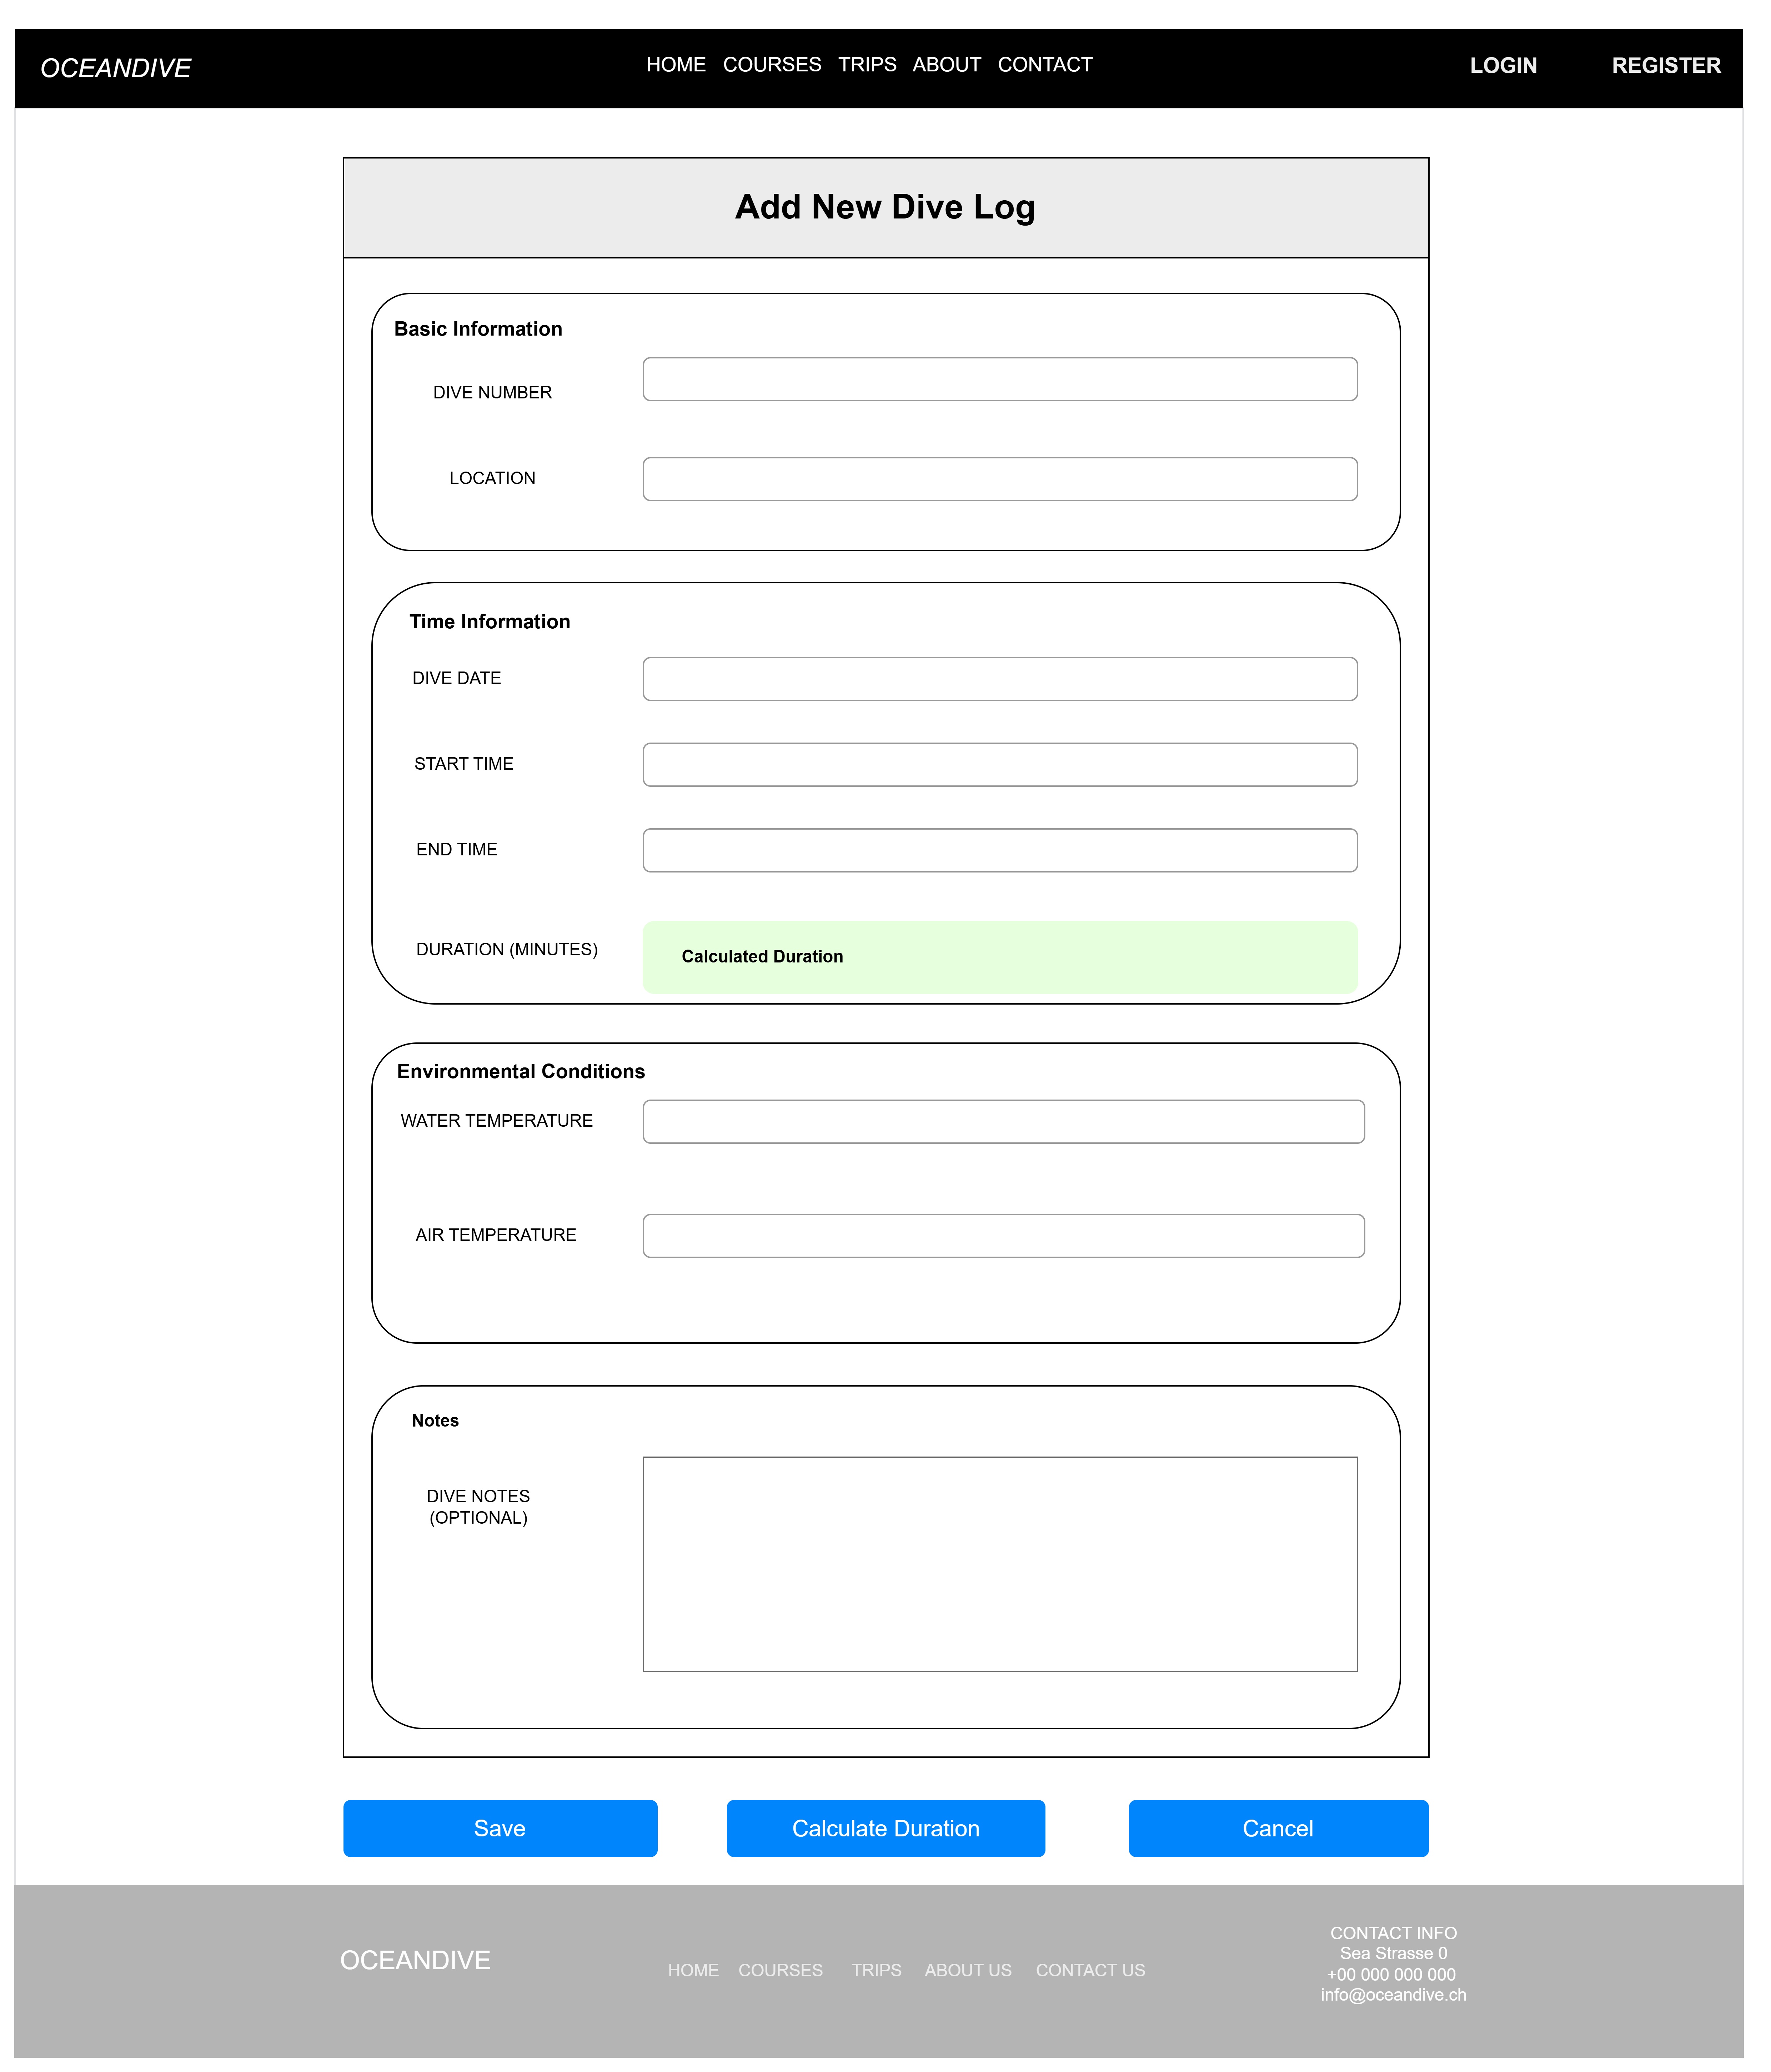 OCEANDIVE
HOME COURSES TRIPS ABOUT CONTACT
LOGIN REGISTER
Add New Dive Log
Basic Information
DIVE NUMBER
LOCATION
Time Information
DIVE DATE
START TIME
END TIME
DURATION (MINUTES)
Calculated Duration
Environmental Conditions
WATER TEMPERATURE
AIR TEMPERATURE
Notes
DIVE NOTES
(OPTIONAL)
Save
Calculate Duration
Cancel
OCEANDIVE
HOME COURSES TRIPS ABOUT US CONTACT US
CONTACT INFO
Sea Strasse 0
+00 000 000 000
info@oceandive.ch